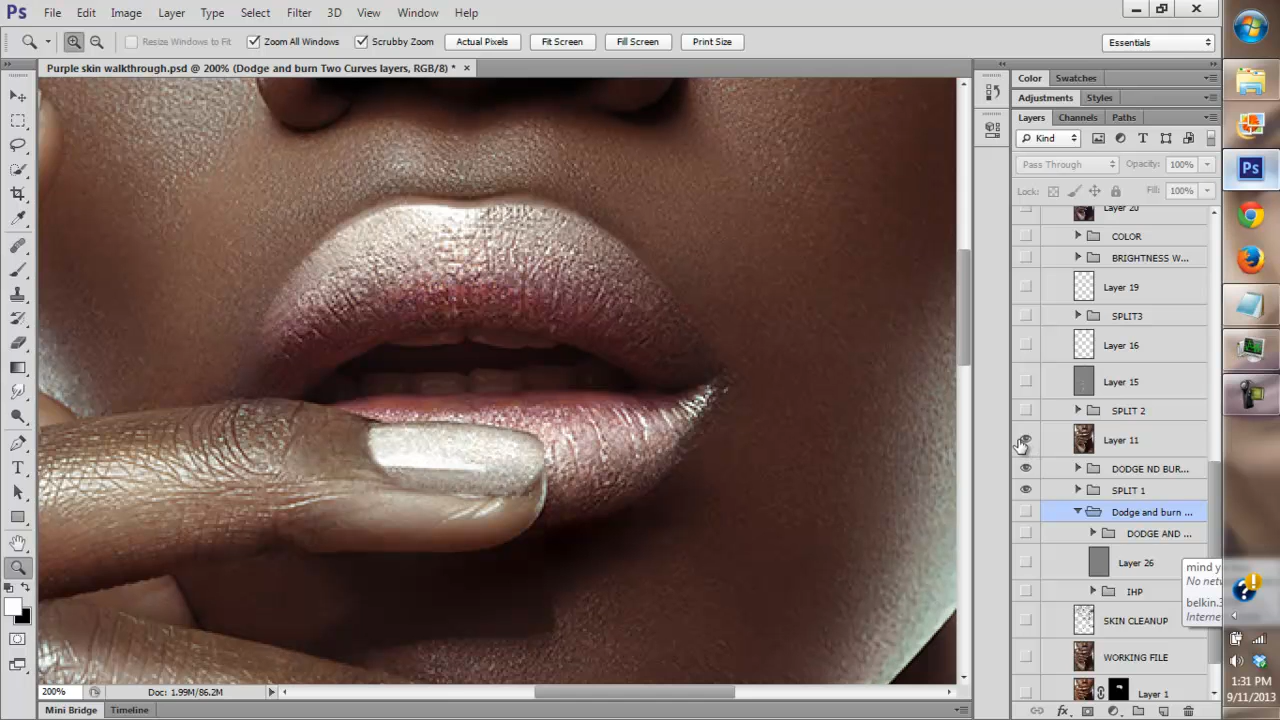 Ps File Edit Image Layer Type Select Filter 3D View Window Help
Resize Windows to Fit Zoom All Windows Scrubby Zoom Actual Pixels Fit Screen Fill Screen Print Size Essentials
Purple skin walkthrough.psd @ 200% (Dodge and burn Two Curves layers, RGB/8) * ×
Color Swatches
Adjustments Styles
Layers Channels Paths
Kind
Pass Through Opacity: 100%
Lock: Fill: 100%
Layer 20
COLOR
BRIGHTNESS W...
Layer 19
SPLIT3
Layer 16
Layer 15
SPLIT 2
Layer 11
DODGE ND BUR...
SPLIT 1
Dodge and burn ...
DODGE AND ...
Layer 26
IHP
SKIN CLEANUP
WORKING FILE
Layer 1
mind y
No net
belkin.3
Internet
200% Doc: 1.99M/86.2M
Mini Bridge Timeline
Ps
1:31 PM
9/11/2013